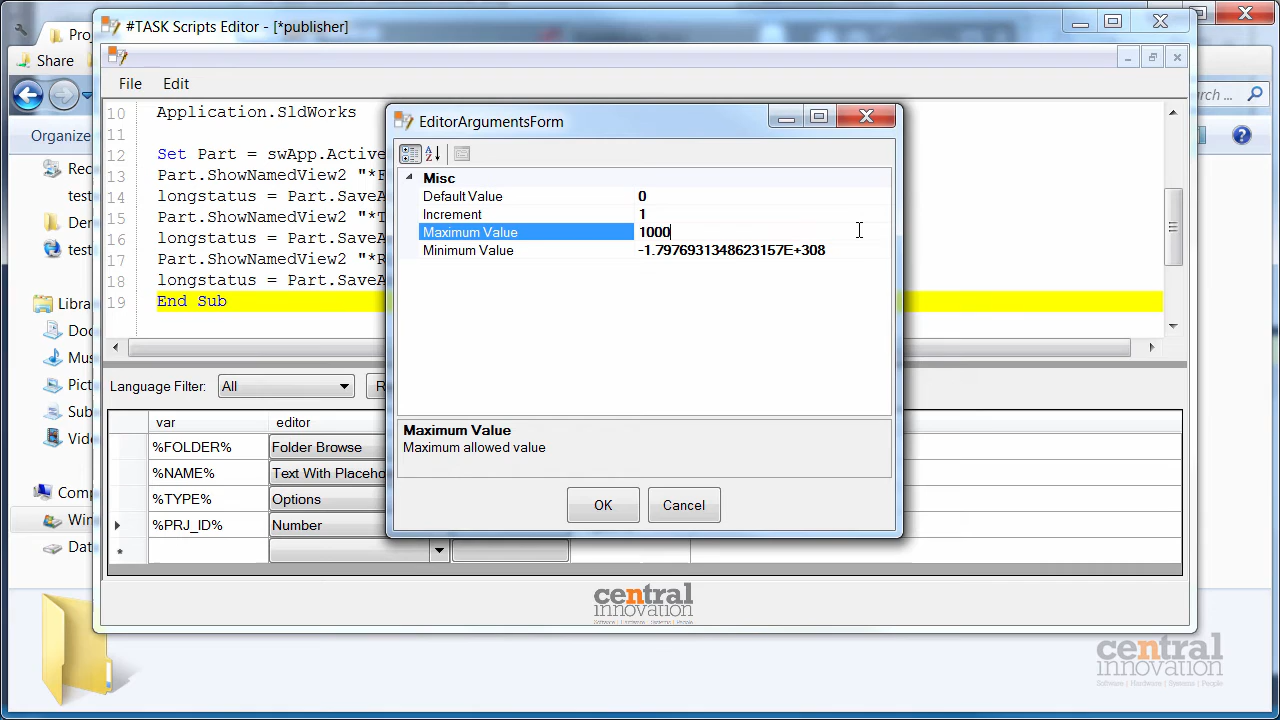 #TASK Scripts Editor - [*publisher]
File Edit
Share
Organize
10 Application.SldWorks
11
12 Set Part = swApp.Active
13 Part.ShowNamedView2 "*F
14 longstatus = Part.SaveA
15 Part.ShowNamedView2 "*T
16 longstatus = Part.SaveA
17 Part.ShowNamedView2 "*R
18 longstatus = Part.SaveA
19 End Sub
EditorArgumentsForm
Misc
Default Value 0
Increment 1
Maximum Value 1000
Minimum Value -1.7976931348623157E+308
Maximum Value
Maximum allowed value
OK Cancel
Language Filter: All
var editor
%FOLDER% Folder Browse
%NAME% Text With Placeho
%TYPE% Options
%PRJ_ID% Number
central
innovation
central
innovation
Software | Hardware | Systems | People